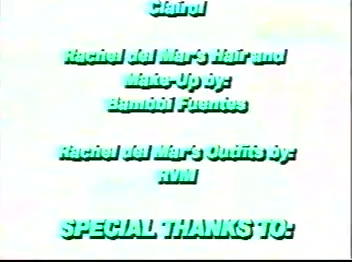 Clairol
Rachel del Mar's Hair and
Make-Up by:
Bambbi Fuentes
Rachel del Mar's Outfits by:
RVM
SPECIAL THANKS TO: